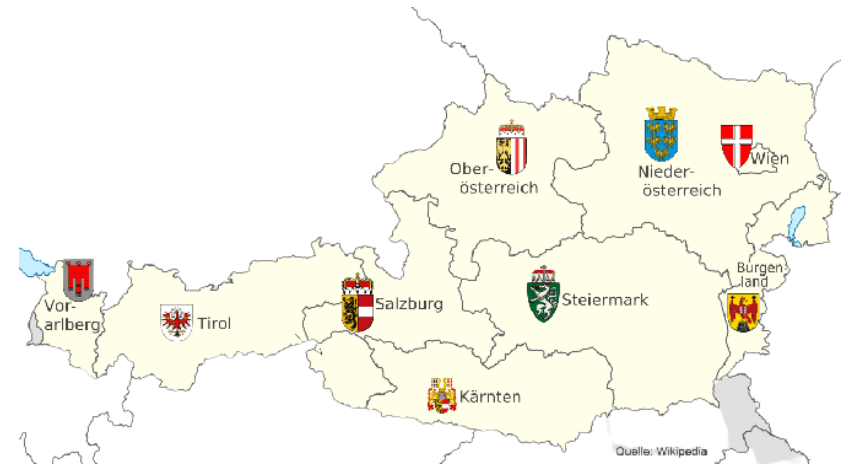 Ober-
österreich
Nieder-
österreich
Wien
Burgen
land
Vor-
arlberg
Tirol
Salzburg
Steiermark
Kärnten
Quelle: Wikipedia